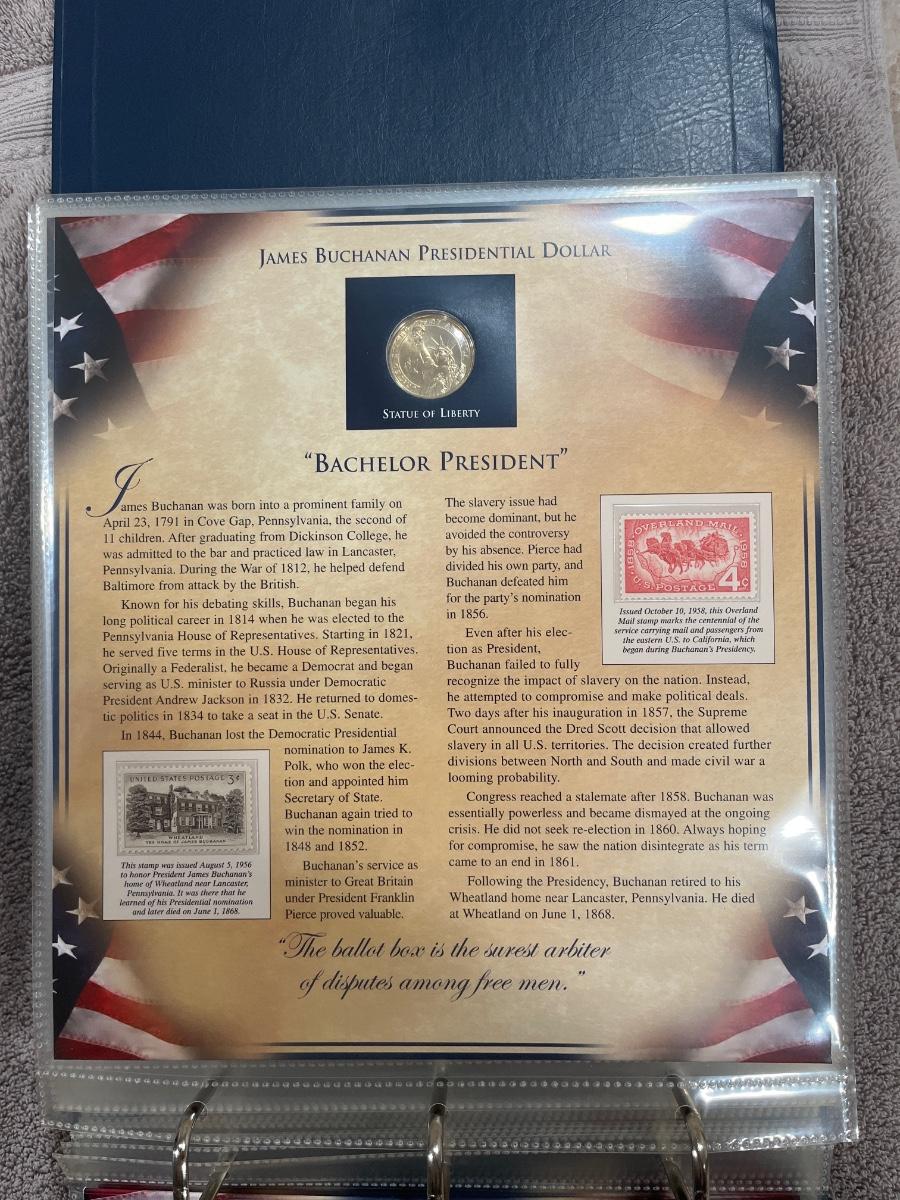 James Buchanan Presidential Dollar
Statue of Liberty
“Bachelor President”
James Buchanan was born into a prominent family on
April 23, 1791 in Cove Gap, Pennsylvania, the second of
11 children. After graduating from Dickinson College, he
was admitted to the bar and practiced law in Lancaster,
Pennsylvania. During the War of 1812, he helped defend
Baltimore from attack by the British.
Known for his debating skills, Buchanan began his
long political career in 1814 when he was elected to the
Pennsylvania House of Representatives. Starting in 1821,
he served five terms in the U.S. House of Representatives.
Originally a Federalist, he became a Democrat and began
serving as U.S. minister to Russia under Democratic
President Andrew Jackson in 1832. He returned to domes-
tic politics in 1834 to take a seat in the U.S. Senate.
In 1844, Buchanan lost the Democratic Presidential
nomination to James K.
Polk, who won the elec-
tion and appointed him
Secretary of State.
Buchanan again tried to
win the nomination in
1848 and 1852.
Buchanan’s service as
minister to Great Britain
under President Franklin
Pierce proved valuable.
UNITED STATES POSTAGE 3¢
WHEATLAND
THE HOME OF JAMES BUCHANAN
This stamp was issued August 5, 1956
to honor President James Buchanan’s
home of Wheatland near Lancaster,
Pennsylvania. It was there that he
learned of his Presidential nomination
and later died on June 1, 1868.
The slavery issue had
become dominant, but he
avoided the controversy
by his absence. Pierce had
divided his own party, and
Buchanan defeated him
for the party’s nomination
in 1856.
Even after his elec-
tion as President,
Buchanan failed to fully
recognize the impact of slavery on the nation. Instead,
he attempted to compromise and make political deals.
Two days after his inauguration in 1857, the Supreme
Court announced the Dred Scott decision that allowed
slavery in all U.S. territories. The decision created further
divisions between North and South and made civil war a
looming probability.
Congress reached a stalemate after 1858. Buchanan was
essentially powerless and became dismayed at the ongoing
crisis. He did not seek re-election in 1860. Always hoping
for compromise, he saw the nation disintegrate as his term
came to an end in 1861.
Following the Presidency, Buchanan retired to his
Wheatland home near Lancaster, Pennsylvania. He died
at Wheatland on June 1, 1868.
1858 OVERLAND MAIL 1958
U.S. POSTAGE 4¢
Issued October 10, 1958, this Overland
Mail stamp marks the centennial of the
service carrying mail and passengers from
the eastern U.S. to California, which
began during Buchanan’s Presidency.
“The ballot box is the surest arbiter
of disputes among free men.”